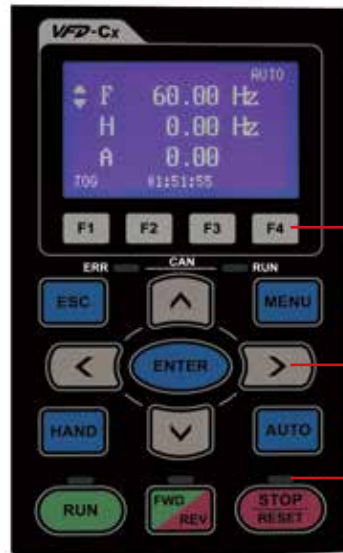 VFD-Cx
AUTO
F 60.00 Hz
H 0.00 Hz
A 0.00
JOG 01:51:55
F1 F2 F3 F4
ERR CAN RUN
ESC MENU
ENTER
HAND AUTO
RUN FWD REV STOP RESET